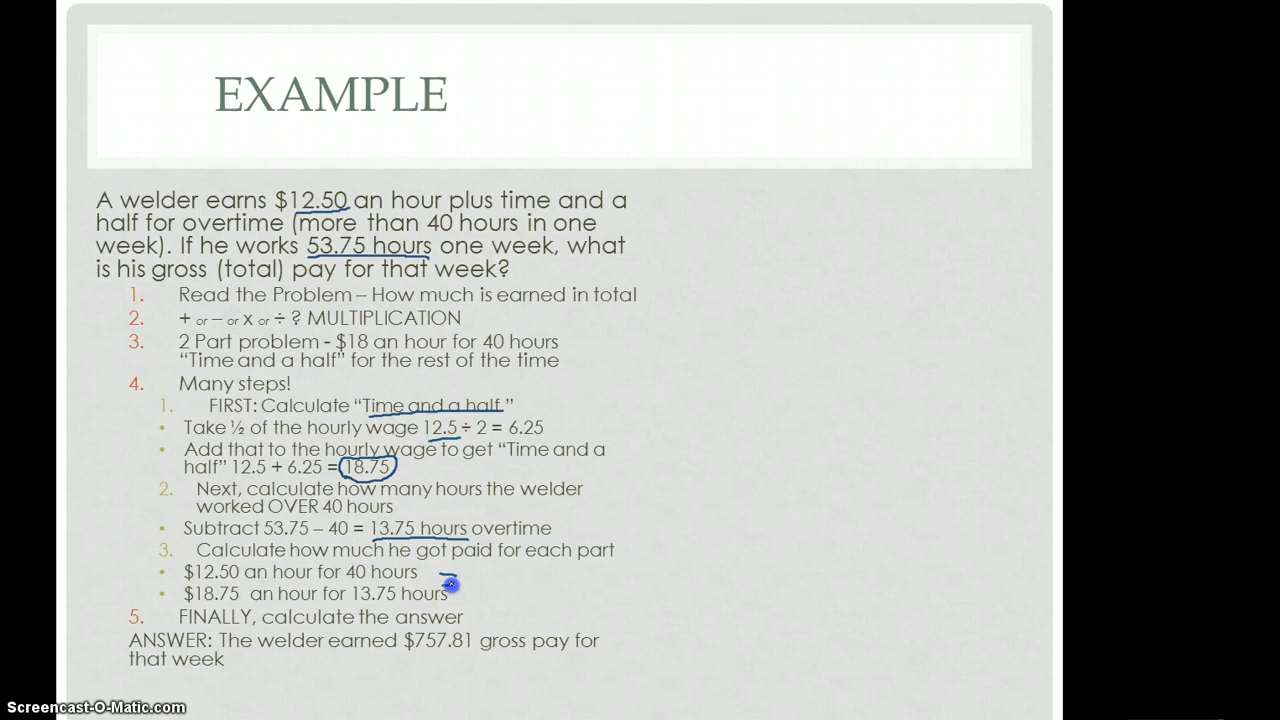 EXAMPLE
A welder earns $12.50 an hour plus time and a
half for overtime (more than 40 hours in one
week). If he works 53.75 hours one week, what
is his gross (total) pay for that week?
1. Read the Problem – How much is earned in total
2. + or – or x or ÷ ? MULTIPLICATION
3. 2 Part problem - $18 an hour for 40 hours
"Time and a half" for the rest of the time
4. Many steps!
1. FIRST: Calculate "Time and a half "
• Take ½ of the hourly wage 12.5 ÷ 2 = 6.25
• Add that to the hourly wage to get "Time and a
half" 12.5 + 6.25 = 18.75
2. Next, calculate how many hours the welder
worked OVER 40 hours
• Subtract 53.75 – 40 = 13.75 hours overtime
3. Calculate how much he got paid for each part
• $12.50 an hour for 40 hours =
• $18.75 an hour for 13.75 hours
5. FINALLY, calculate the answer
ANSWER: The welder earned $757.81 gross pay for
that week
Screencast-O-Matic.com